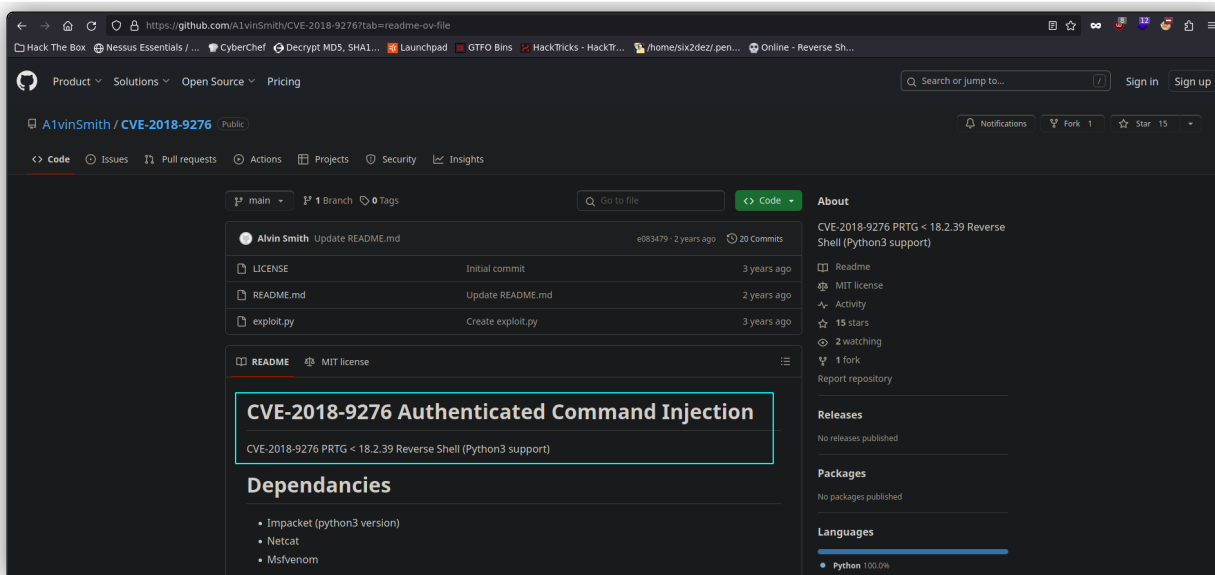 https://github.com/A1vinSmith/CVE-2018-9276?tab=readme-ov-file
8
12
Hack The Box
Nessus Essentials / ...
CyberChef
Decrypt MD5, SHA1...
Launchpad
GTFO Bins
HackTricks - HackTr...
/home/six2dez/.pen...
Online - Reverse Sh...
Product
Solutions
Open Source
Pricing
Search or jump to...
/
Sign in
Sign up
A1vinSmith / CVE-2018-9276
Public
Notifications
Fork 1
Star 15
<> Code
Issues
Pull requests
Actions
Projects
Security
Insights
main
1 Branch
0 Tags
Go to file
<> Code
Alvin Smith Update README.md
e083479 · 2 years ago
20 Commits
LICENSE
Initial commit
3 years ago
README.md
Update README.md
2 years ago
exploit.py
Create exploit.py
3 years ago
README
MIT license
CVE-2018-9276 Authenticated Command Injection
CVE-2018-9276 PRTG < 18.2.39 Reverse Shell (Python3 support)
Dependancies
• Impacket (python3 version)
• Netcat
• Msfvenom
About
CVE-2018-9276 PRTG < 18.2.39 Reverse
Shell (Python3 support)
Readme
MIT license
Activity
15 stars
2 watching
1 fork
Report repository
Releases
No releases published
Packages
No packages published
Languages
Python 100.0%